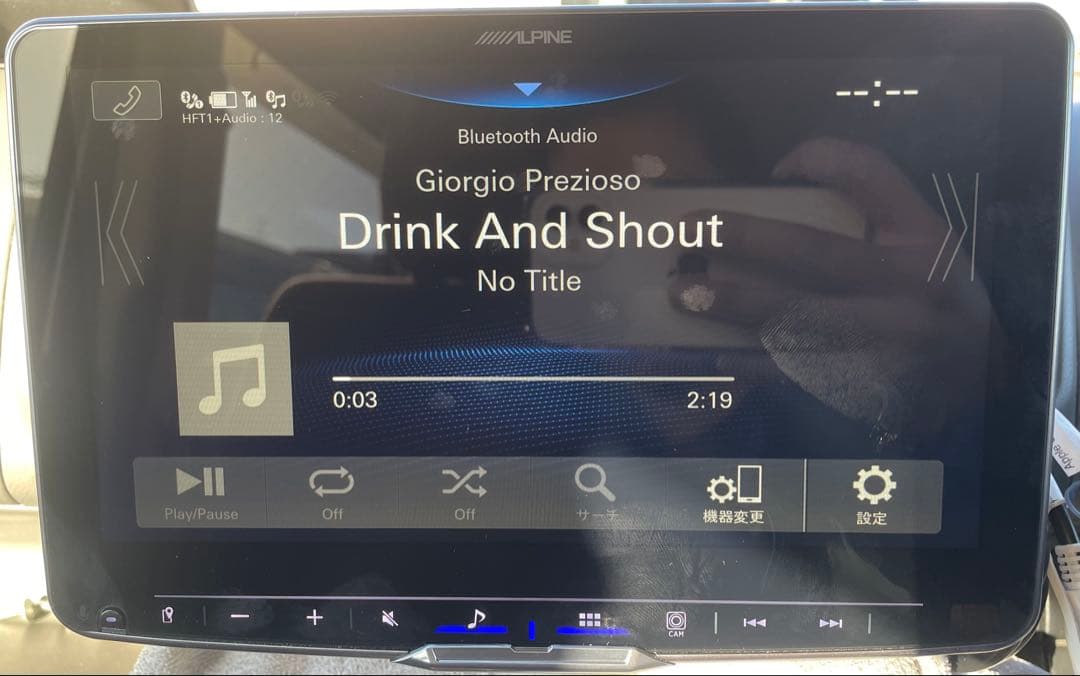 ALPINE
HFT1+Audio : 12
--:--
Bluetooth Audio
Giorgio Prezioso
Drink And Shout
No Title
0:03
2:19
Play/Pause
Off
Off
サーチ
機器変更
設定
CAM
Apple